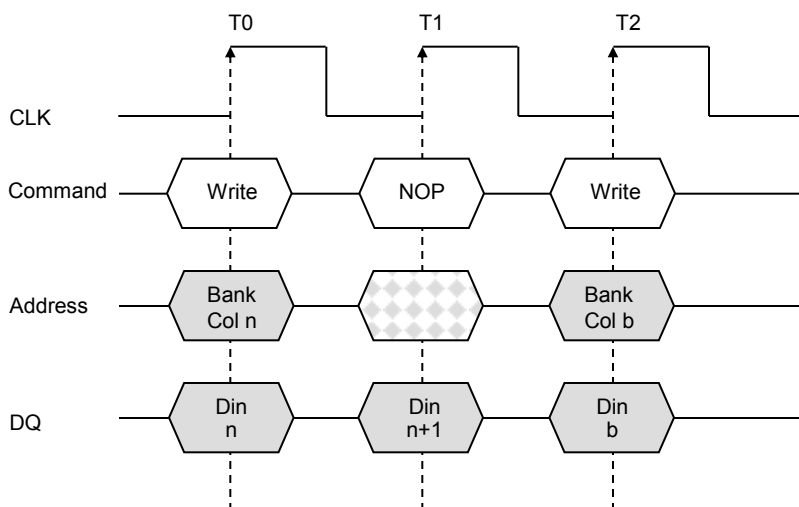 T0 T1 T2
CLK
Command Write NOP Write
Address Bank Col n Bank Col b
DQ Din n Din n+1 Din b